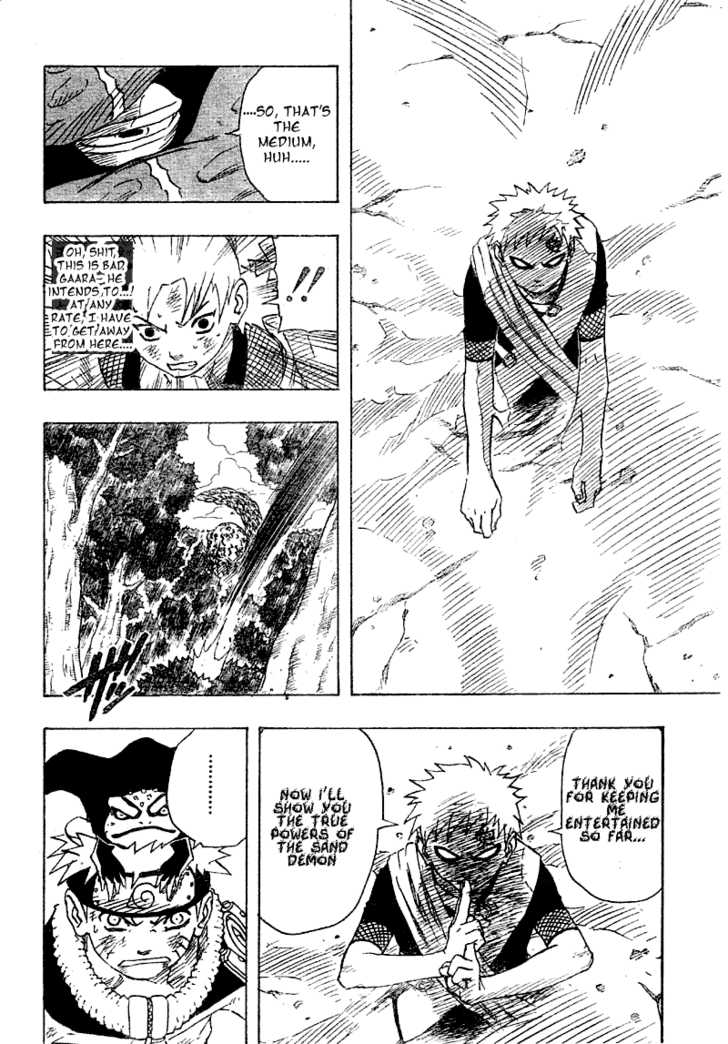 ....SO, THAT'S
THE
MEDIUM,
HUH.....
!!
OH, SHIT,
THIS IS BAD
GAARA- HE
INTENDS TO...!
AT ANY
RATE, I HAVE
TO GET AWAY
FROM HERE....
THANK YOU
FOR KEEPING
ME
ENTERTAINED
SO FAR...
NOW I'LL
SHOW YOU
THE TRUE
POWERS OF
THE SAND
DEMON
.........